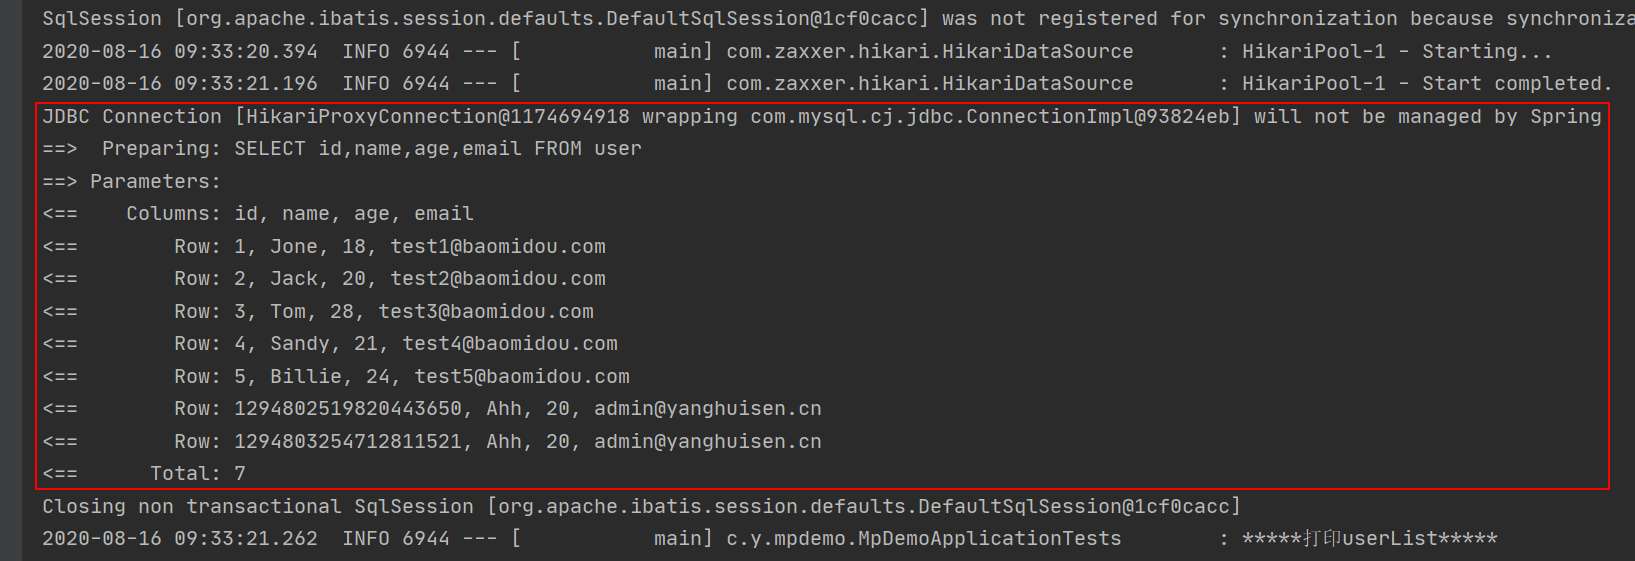 SqlSession [org.apache.ibatis.session.defaults.DefaultSqlSession@1cf0cacc] was not registered for synchronization because synchroniza
2020-08-16 09:33:20.394  INFO 6944 --- [           main] com.zaxxer.hikari.HikariDataSource       : HikariPool-1 - Starting...
2020-08-16 09:33:21.196  INFO 6944 --- [           main] com.zaxxer.hikari.HikariDataSource       : HikariPool-1 - Start completed.
JDBC Connection [HikariProxyConnection@1174694918 wrapping com.mysql.cj.jdbc.ConnectionImpl@93824eb] will not be managed by Spring
==>  Preparing: SELECT id,name,age,email FROM user
==> Parameters:
<==    Columns: id, name, age, email
<==        Row: 1, Jone, 18, test1@baomidou.com
<==        Row: 2, Jack, 20, test2@baomidou.com
<==        Row: 3, Tom, 28, test3@baomidou.com
<==        Row: 4, Sandy, 21, test4@baomidou.com
<==        Row: 5, Billie, 24, test5@baomidou.com
<==        Row: 1294802519820443650, Ahh, 20, admin@yanghuisen.cn
<==        Row: 1294803254712811521, Ahh, 20, admin@yanghuisen.cn
<==      Total: 7
Closing non transactional SqlSession [org.apache.ibatis.session.defaults.DefaultSqlSession@1cf0cacc]
2020-08-16 09:33:21.262  INFO 6944 --- [           main] c.y.mpdemo.MpDemoApplicationTests        : *****打印userList*****